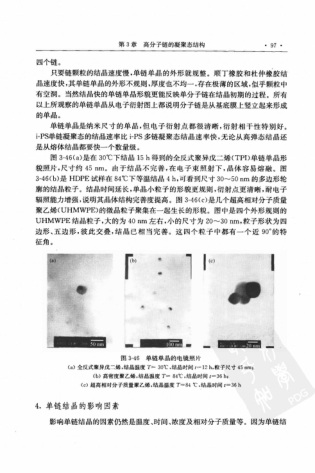 第3章 高分子链的凝聚态结构 · 97 ·
四个链。
只要链颗粒的结晶速度慢,单链单晶的外形就规整。顺丁橡胶和杜仲橡胶结
晶速度快,其单链单晶的外形不很规则,厚度也不均一,存在极薄的区域,似乎颗粒中
有空洞。当然结晶快的单链单晶形貌更能反映单分子链在结晶初期的过程。所有
以上所观察的单链单晶从电子衍射图上都说明分子链是从基底膜上竖立起来形成
的单晶。
单链单晶是纳米尺寸的单晶,但电子衍射点都很清晰,衍射相干性特别好。
i-PS单链凝聚态的结晶速率比 i-PS 多链凝聚态结晶速率快,无论从高弹态结晶还
是从熔体结晶都要快一个数量级。
图 3-46(a)是在 30℃下结晶 15 h 得到的全反式聚异戊二烯(TPI)单链单晶形
貌照片,尺寸约 45 nm。由于结晶不完善,在电子束照射下,晶体容易熔融。图
3-46(b)是 HDPE 试样在 84℃下等温结晶 4 h,可看到尺寸 30～50 nm 的多边形轮
廓的结晶粒子。结晶时间延长,单晶小粒子的形貌更规则,衍射点更清晰,耐电子
辐照能力增强,说明其晶体结构完善度提高。图 3-46(c)是几个超高相对分子质量
聚乙烯(UHMWPE)的微晶粒子聚集在一起生长的形貌。图中是四个外形规则的
UHMWPE 结晶粒子,大的为 40 nm 左右,小的尺寸为 20～30 nm,粒子形状为四
边形、五边形,彼此交叠,结晶已相当完善。这四个粒子中都有一个近 90°的特
征角。
(a) (b) (c)
50 nm 100 nm
图 3-46 单链单晶的电镜照片
(a) 全反式聚异戊二烯,结晶温度 T= 30℃,结晶时间 t=12 h,粒子尺寸 45 nm;
(b) 高密度聚乙烯,结晶温度 T= 84℃,结晶时间 t=36 h;
(c) 超高相对分子质量聚乙烯,结晶温度 T=84 ℃,结晶时间 t=36 h
4. 单链结晶的影响因素
影响单链结晶的因素仍然是温度、时间、浓度及相对分子质量等。因为单链结